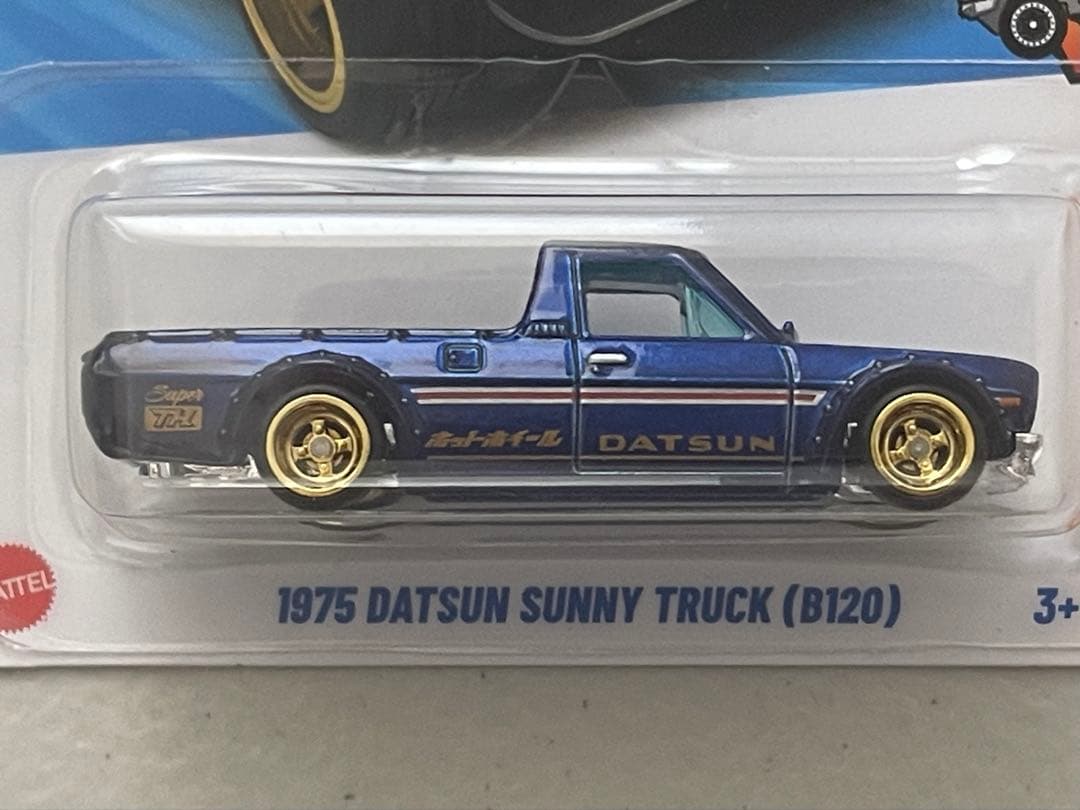 Super
TH
ホットホイール
DATSUN
MATTEL
1975 DATSUN SUNNY TRUCK (B120)
3+